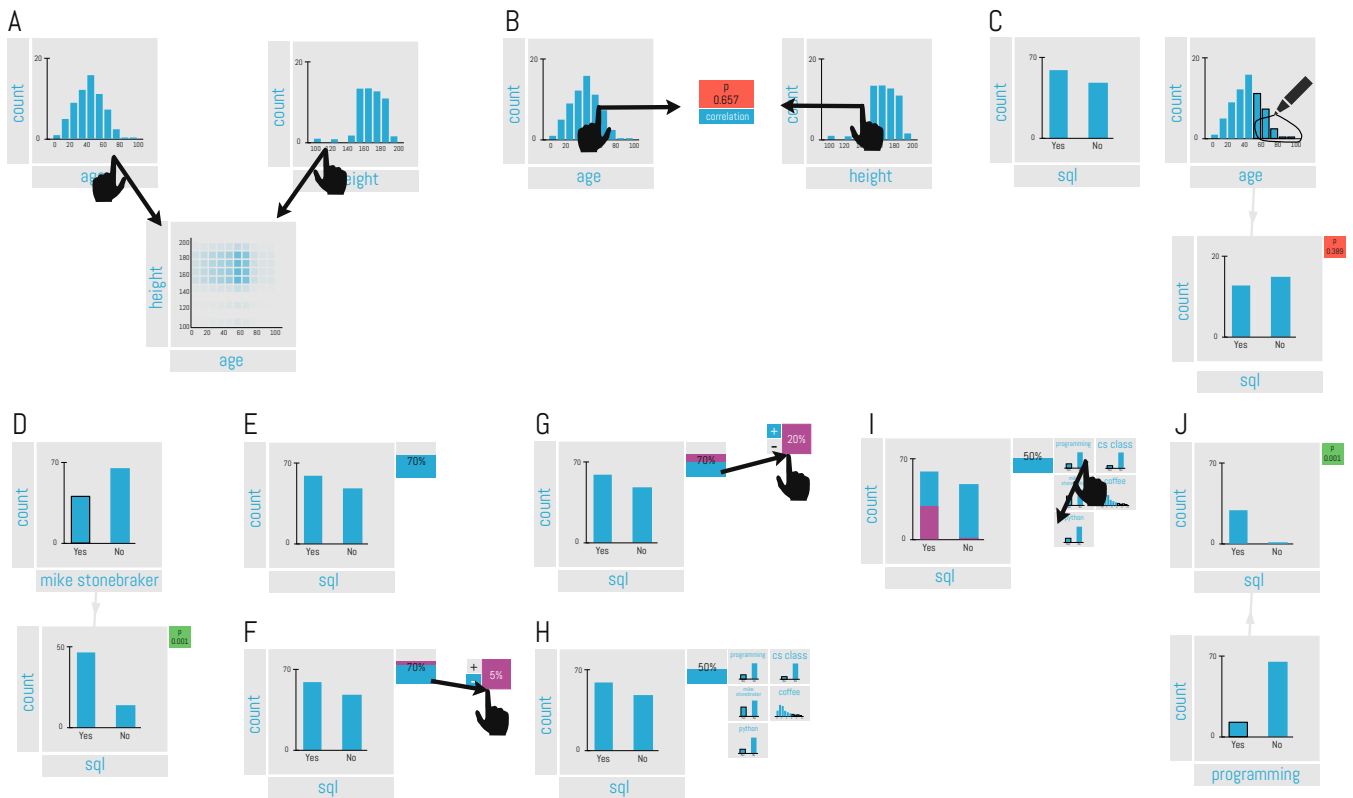 A
count
20
0
0 20 40 60 80 100
age
20
0
100 120 140 160 180 200
height
height
200
180
160
140
120
100
0 20 40 60 80 100
age
B
count
20
0
0 20
80 100
age
p
0.657
correlation
count
20
0
100 120
180 200
height
C
count
70
0
Yes No
sql
count
20
0
0 20 40 60 80 100
age
p
0.389
count
20
0
Yes No
sql
D
count
70
0
Yes No
mike stonebraker
p
0.001
count
50
0
Yes No
sql
E
count
70
0
Yes No
sql
70%
F
count
70
0
Yes No
sql
70%
+
5%
G
count
70
0
Yes No
sql
70%
+
-
20%
H
count
70
0
Yes No
sql
50%
programming
cs class
mike
stonebraker
coffee
python
I
count
70
0
Yes No
sql
50%
programming
cs class
coffee
python
J
count
70
0
Yes No
sql
p
0.001
count
70
0
Yes No
programming